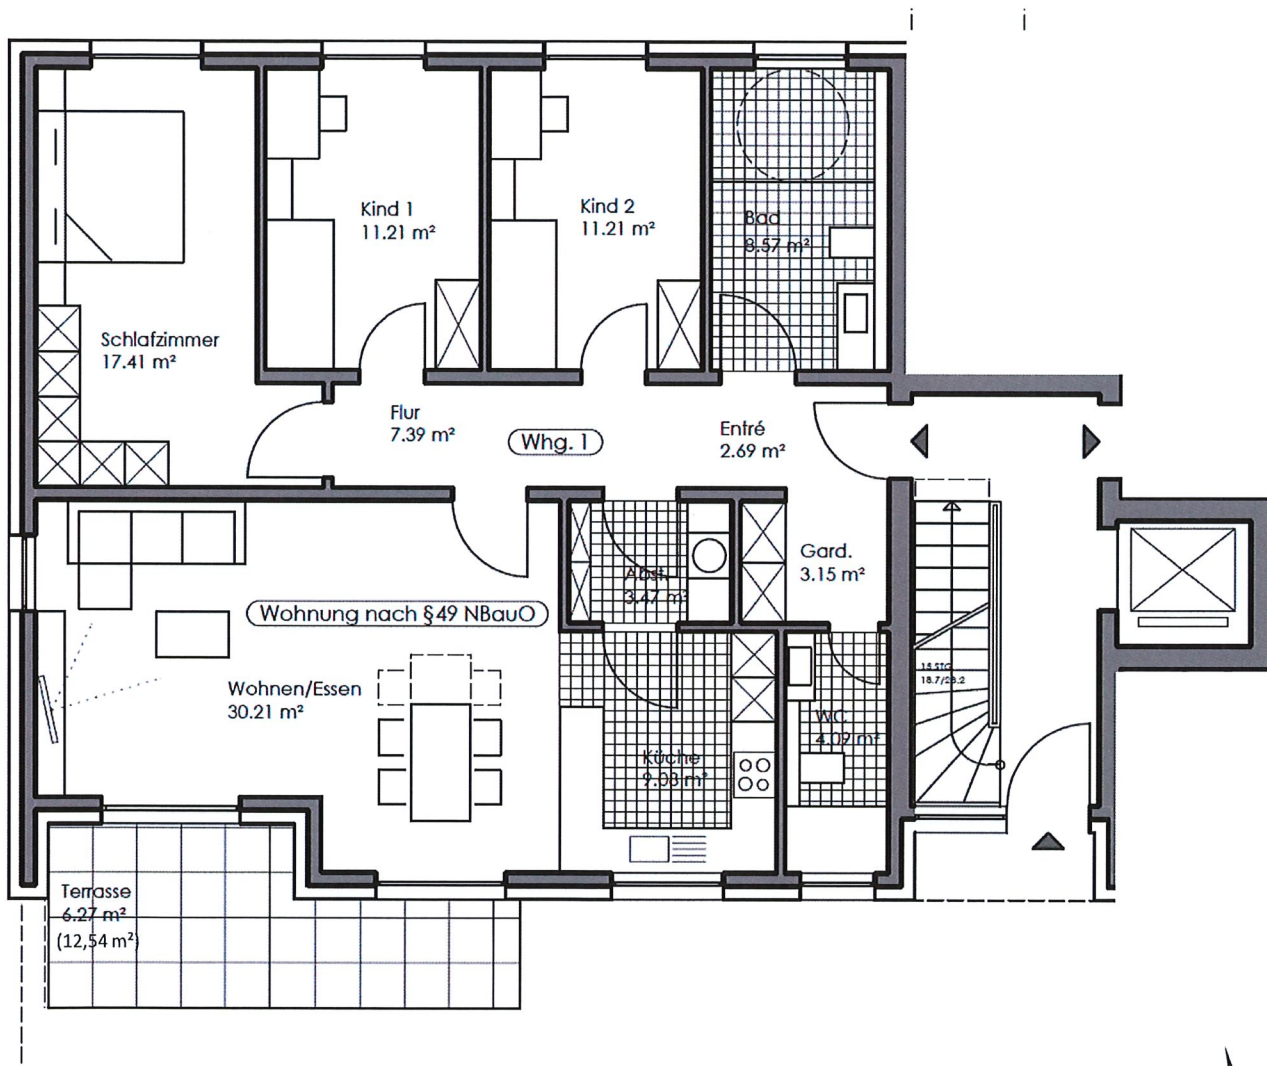 Kind 1
11.21 m²
Kind 2
11.21 m²
Bad
8.57 m²
Schlafzimmer
17.41 m²
Flur
7.39 m²
Whg. 1
Entré
2.69 m²
Gard.
3.15 m²
Abst.
3.47 m²
Wohnung nach §49 NBauO
Wohnen/Essen
30.21 m²
15 STG
18.7/28.2
WC
4.09 m²
Küche
9.08 m²
Terrasse
6.27 m²
(12,54 m²)